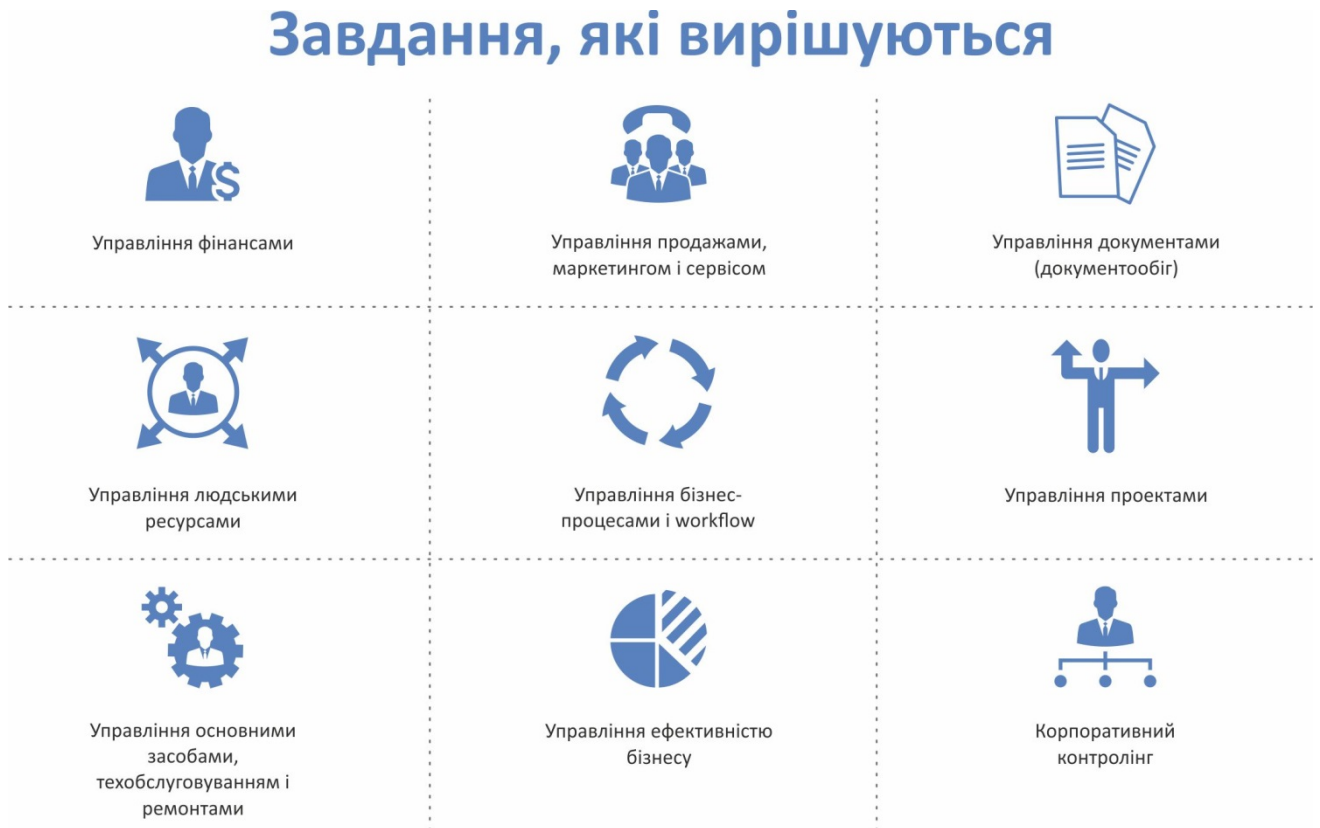 Завдання, які вирішуються
Управління фінансами
Управління продажами,
маркетингом і сервісом
Управління документами
(документообіг)
Управління людськими
ресурсами
Управління бізнес-
процесами і workflow
Управління проектами
Управління основними
засобами,
техобслуговуванням і
ремонтами
Управління ефективністю
бізнесу
Корпоративний
контролінг